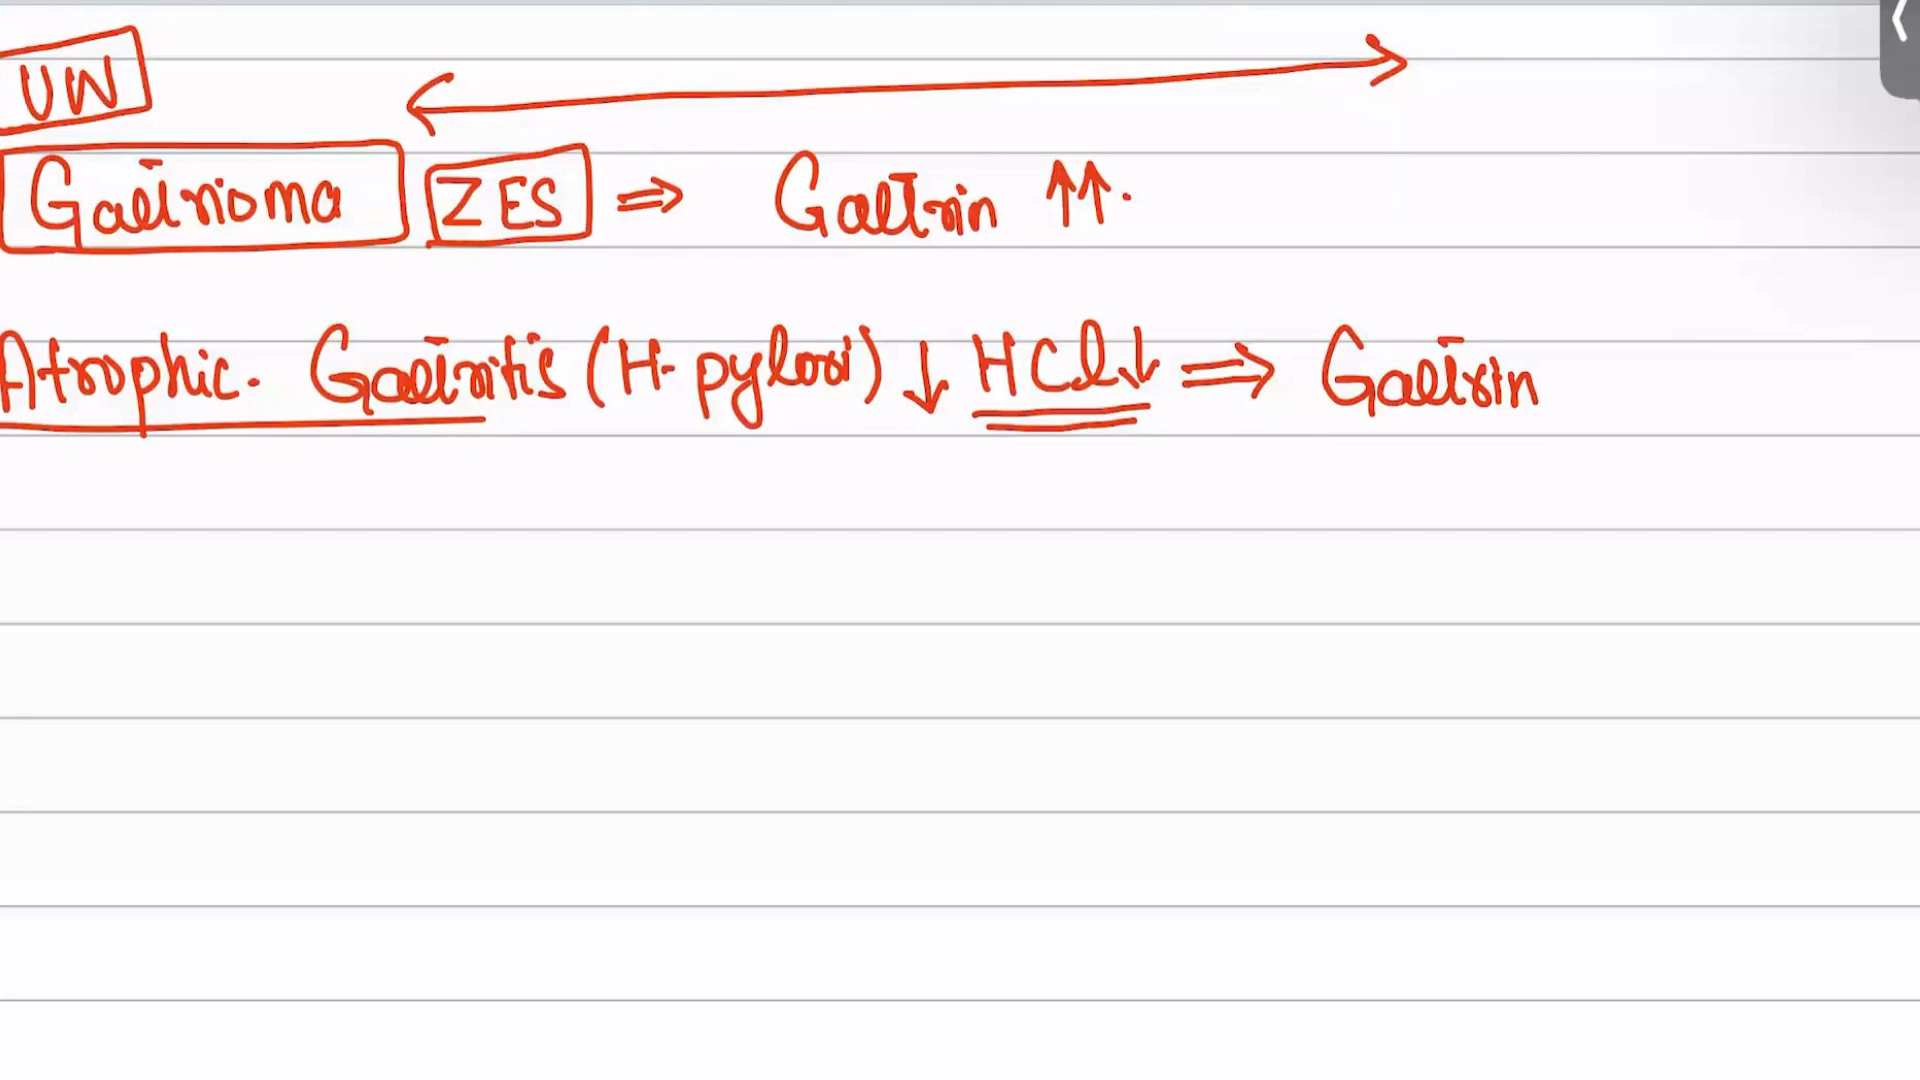 UW
Gastrinoma ZES ⇒ Gastrin ↑↑.
Atrophic. Gastritis (H. pylori) ↓ HCl↓ ⇒ Gastrin